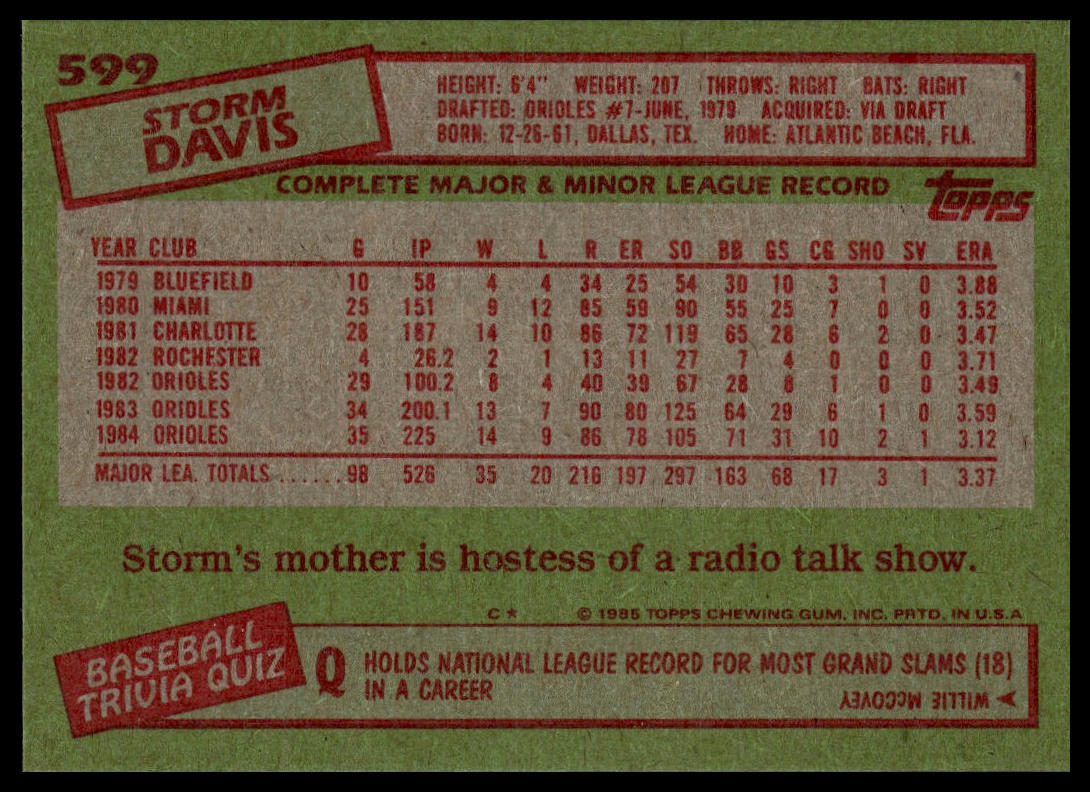 599
STORM
DAVIS
HEIGHT: 6'4" WEIGHT: 207 THROWS: RIGHT BATS: RIGHT
DRAFTED: ORIOLES #7-JUNE, 1979 ACQUIRED: VIA DRAFT
BORN: 12-26-61, DALLAS, TEX. HOME: ATLANTIC BEACH, FLA.
COMPLETE MAJOR & MINOR LEAGUE RECORD
TOPPS
YEAR CLUB G IP W L R ER SO BB GS CG SHO SV ERA
1979 BLUEFIELD 10 58 4 4 34 25 54 30 10 3 1 0 3.88
1980 MIAMI 25 151 9 12 85 59 90 55 25 7 0 0 3.52
1981 CHARLOTTE 28 187 14 10 86 72 119 65 28 6 2 0 3.47
1982 ROCHESTER 4 26.2 2 1 13 11 27 7 4 0 0 0 3.71
1982 ORIOLES 29 100.2 8 4 40 39 67 28 8 1 0 0 3.49
1983 ORIOLES 34 200.1 13 7 90 80 125 64 29 6 1 0 3.59
1984 ORIOLES 35 225 14 9 86 78 105 71 31 10 2 1 3.12
MAJOR LEA. TOTALS ...... 98 526 35 20 216 197 297 163 68 17 3 1 3.37
Storm's mother is hostess of a radio talk show.
C* © 1985 TOPPS CHEWING GUM, INC. PRTD. IN U.S.A
BASEBALL
TRIVIA QUIZ
Q HOLDS NATIONAL LEAGUE RECORD FOR MOST GRAND SLAMS (18)
IN A CAREER
WILLIE McCOVEY